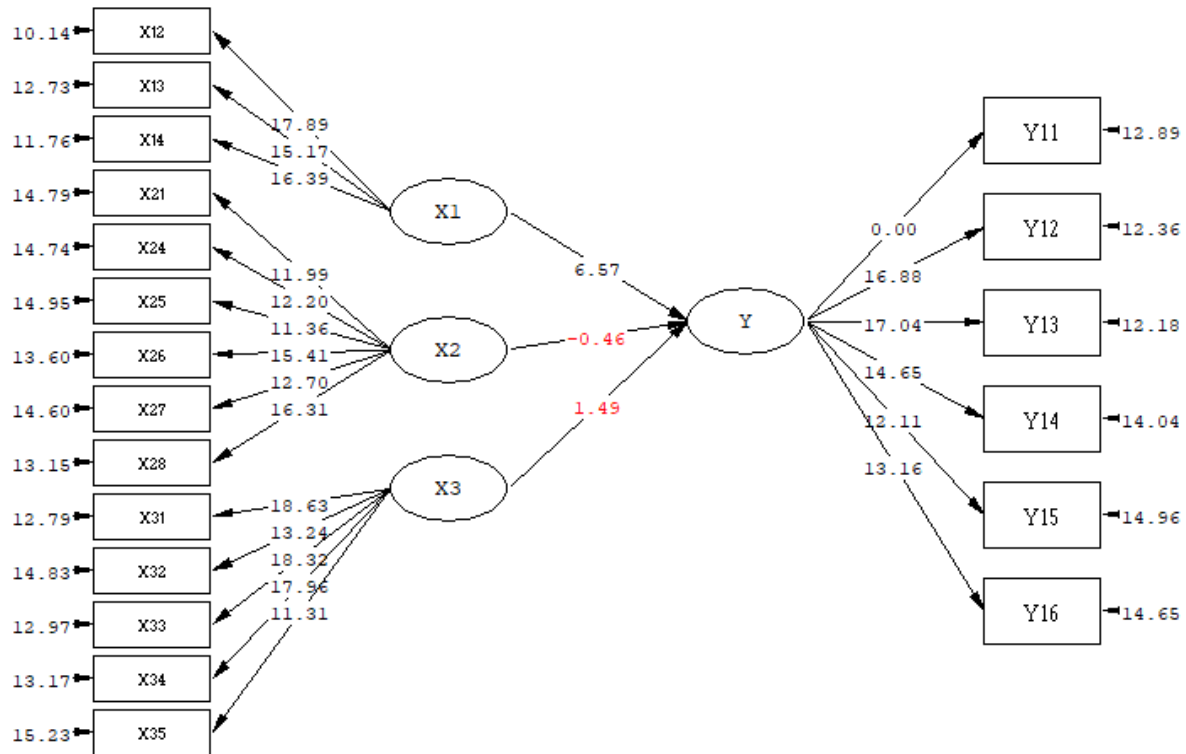 10.14 X12
12.73 X13
11.76 X14
14.79 X21
14.74 X24
14.95 X25
13.60 X26
14.60 X27
13.15 X28
12.79 X31
14.83 X32
12.97 X33
13.17 X34
15.23 X35
17.89
15.17
16.39
11.99
12.20
11.36
15.41
12.70
16.31
18.63
13.24
18.32
17.96
11.31
X1
X2
X3
6.57
-0.46
1.49
Y
0.00
16.88
17.04
14.65
12.11
13.16
Y11 12.89
Y12 12.36
Y13 12.18
Y14 14.04
Y15 14.96
Y16 14.65